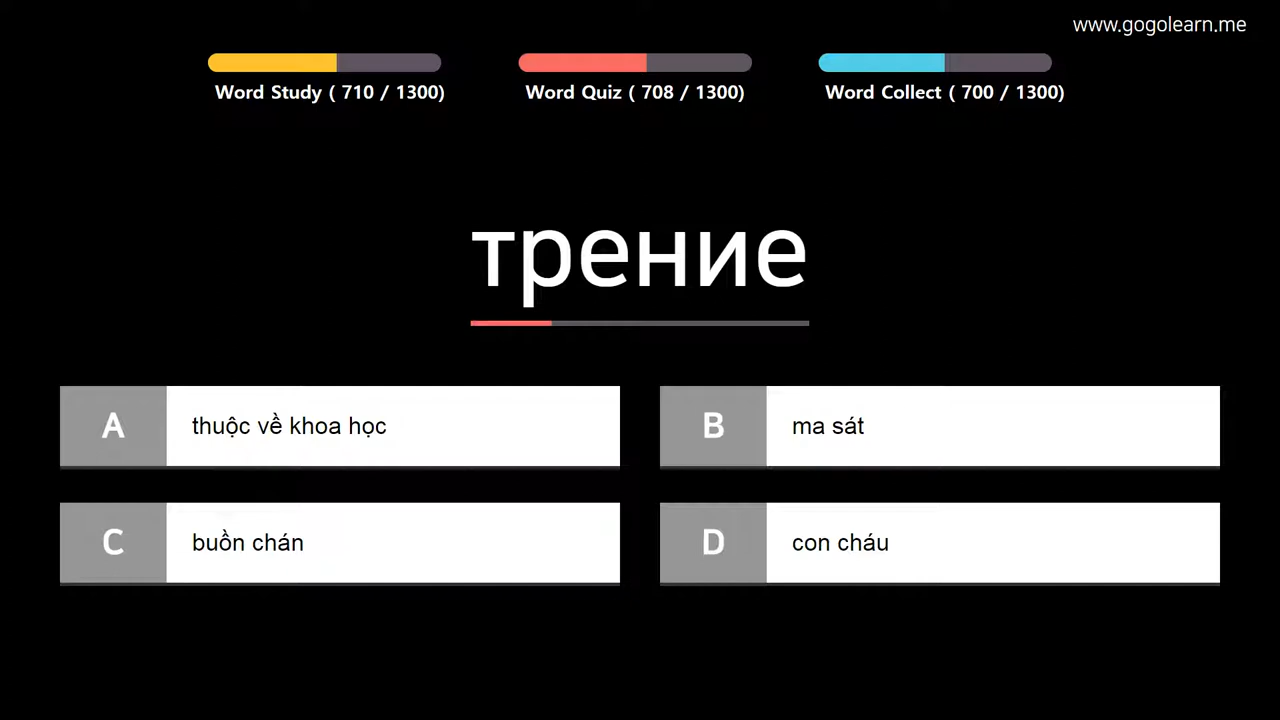 www.gogolearn.me
Word Study ( 710 / 1300)
Word Quiz ( 708 / 1300)
Word Collect ( 700 / 1300)
трение
A thuộc về khoa học
B ma sát
C buồn chán
D con cháu